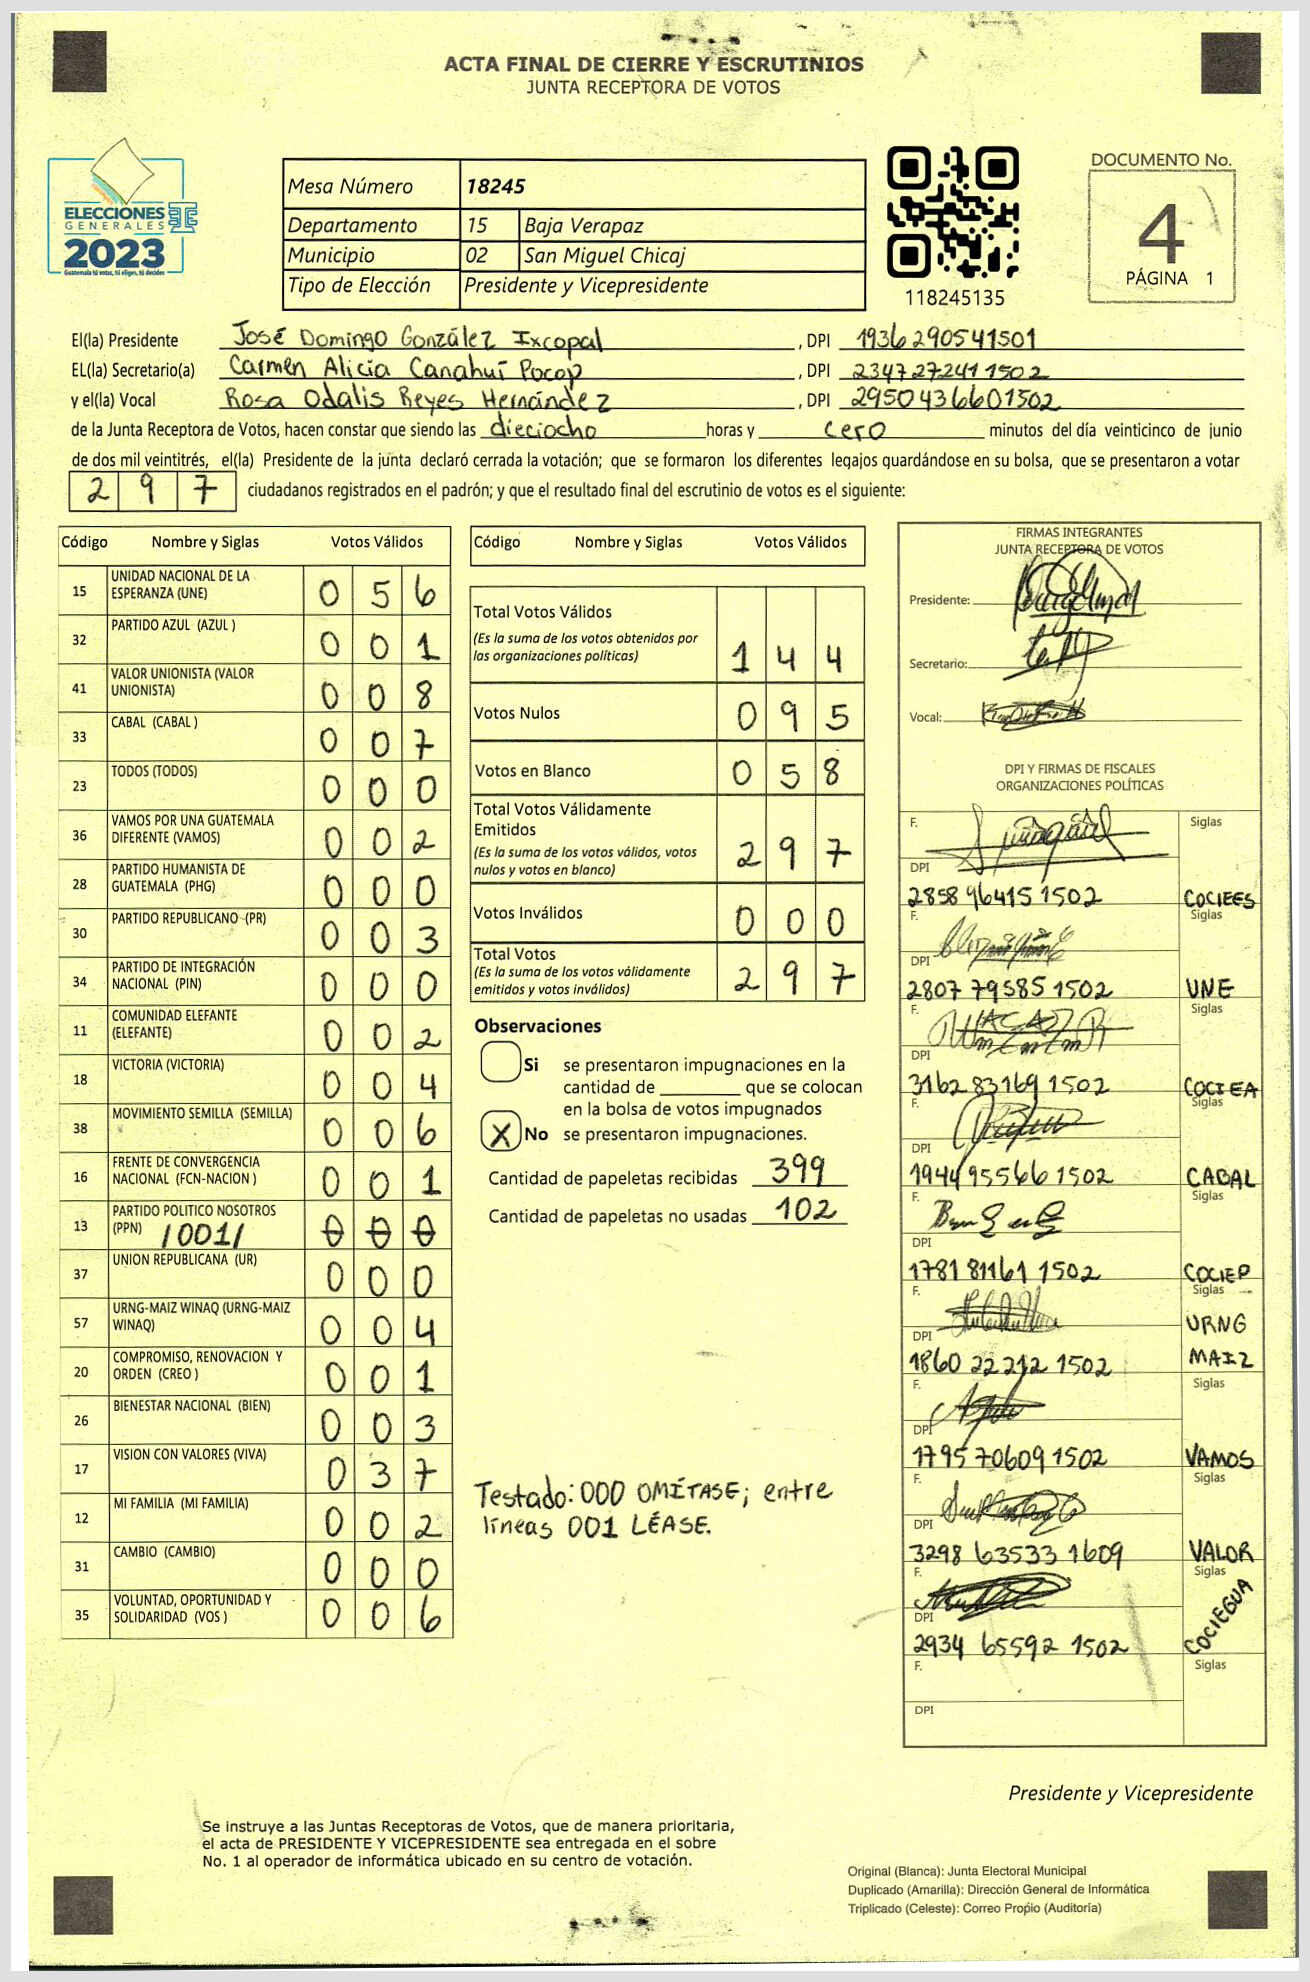 ACTA FINAL DE CIERRE Y ESCRUTINIOS
JUNTA RECEPTORA DE VOTOS
ELECCIONES
GENERALES
2023
Guatemala tú votas, tú eliges, tú decides
Mesa Número 18245
Departamento 15 Baja Verapaz
Municipio 02 San Miguel Chicaj
Tipo de Elección Presidente y Vicepresidente
118245135
DOCUMENTO No.
4
PÁGINA 1
El(la) Presidente José Domingo González Ixcopal, DPI 1936290541501
EL(la) Secretario(a) Carmen Alicia Canahuí Pocop, DPI 2347272411502
y el(la) Vocal Rosa Odalis Reyes Hernández, DPI 2950436601502
de la Junta Receptora de Votos, hacen constar que siendo las dieciocho horas y cero minutos del día veinticinco de junio
de dos mil veintitrés, el(la) Presidente de la junta declaró cerrada la votación; que se formaron los diferentes legajos guardándose en su bolsa, que se presentaron a votar
297 ciudadanos registrados en el padrón; y que el resultado final del escrutinio de votos es el siguiente:
Código Nombre y Siglas Votos Válidos
15 UNIDAD NACIONAL DE LA ESPERANZA (UNE) 0 5 6
32 PARTIDO AZUL (AZUL ) 0 0 1
41 VALOR UNIONISTA (VALOR UNIONISTA) 0 0 8
33 CABAL (CABAL ) 0 0 7
23 TODOS (TODOS) 0 0 0
36 VAMOS POR UNA GUATEMALA DIFERENTE (VAMOS) 0 0 2
28 PARTIDO HUMANISTA DE GUATEMALA (PHG) 0 0 0
30 PARTIDO REPUBLICANO (PR) 0 0 3
34 PARTIDO DE INTEGRACIÓN NACIONAL (PIN) 0 0 0
11 COMUNIDAD ELEFANTE (ELEFANTE) 0 0 2
18 VICTORIA (VICTORIA) 0 0 4
38 MOVIMIENTO SEMILLA (SEMILLA) 0 0 6
16 FRENTE DE CONVERGENCIA NACIONAL (FCN-NACION ) 0 0 1
13 PARTIDO POLITICO NOSOTROS (PPN) /001/ 0 0 0
37 UNION REPUBLICANA (UR) 0 0 0
57 URNG-MAIZ WINAQ (URNG-MAIZ WINAQ) 0 0 4
20 COMPROMISO, RENOVACION Y ORDEN (CREO ) 0 0 1
26 BIENESTAR NACIONAL (BIEN) 0 0 3
17 VISION CON VALORES (VIVA) 0 3 7
12 MI FAMILIA (MI FAMILIA) 0 0 2
31 CAMBIO (CAMBIO) 0 0 0
35 VOLUNTAD, OPORTUNIDAD Y SOLIDARIDAD (VOS ) 0 0 6
Código Nombre y Siglas Votos Válidos
Total Votos Válidos
(Es la suma de los votos obtenidos por
las organizaciones políticas) 1 4 4
Votos Nulos 0 9 5
Votos en Blanco 0 5 8
Total Votos Válidamente
Emitidos
(Es la suma de los votos válidos, votos
nulos y votos en blanco) 2 9 7
Votos Inválidos 0 0 0
Total Votos
(Es la suma de los votos válidamente
emitidos y votos inválidos) 2 9 7
Observaciones
Si se presentaron impugnaciones en la
cantidad de ________ que se colocan
en la bolsa de votos impugnados
X No se presentaron impugnaciones.
Cantidad de papeletas recibidas 399
Cantidad de papeletas no usadas 102
Testado: 000 OMÍTASE; entre
líneas 001 LÉASE.
FIRMAS INTEGRANTES
JUNTA RECEPTORA DE VOTOS
Presidente:
Secretario:
Vocal:
DPI Y FIRMAS DE FISCALES
ORGANIZACIONES POLÍTICAS
F. Siglas
DPI
2858 96415 1502 COCIEES
F. Siglas
DPI
2807 79585 1502 UNE
F. Siglas
DPI
3162 83169 1502 COCIEA
F. Siglas
DPI
1944 95566 1502 CABAL
F. Siglas
DPI
1781 81161 1502 COCIEP
F. Siglas
DPI URNG
1860 22212 1502 MAIZ
F. Siglas
DPI
1795 70609 1502 VAMOS
F. Siglas
DPI
3298 63533 1609 VALOR
F. Siglas
DPI
2934 65592 1502 COCIEGUA
F. Siglas
DPI
Presidente y Vicepresidente
Se instruye a las Juntas Receptoras de Votos, que de manera prioritaria,
el acta de PRESIDENTE Y VICEPRESIDENTE sea entregada en el sobre
No. 1 al operador de informática ubicado en su centro de votación.
Original (Blanca): Junta Electoral Municipal
Duplicado (Amarilla): Dirección General de Informática
Triplicado (Celeste): Correo Propio (Auditoría)